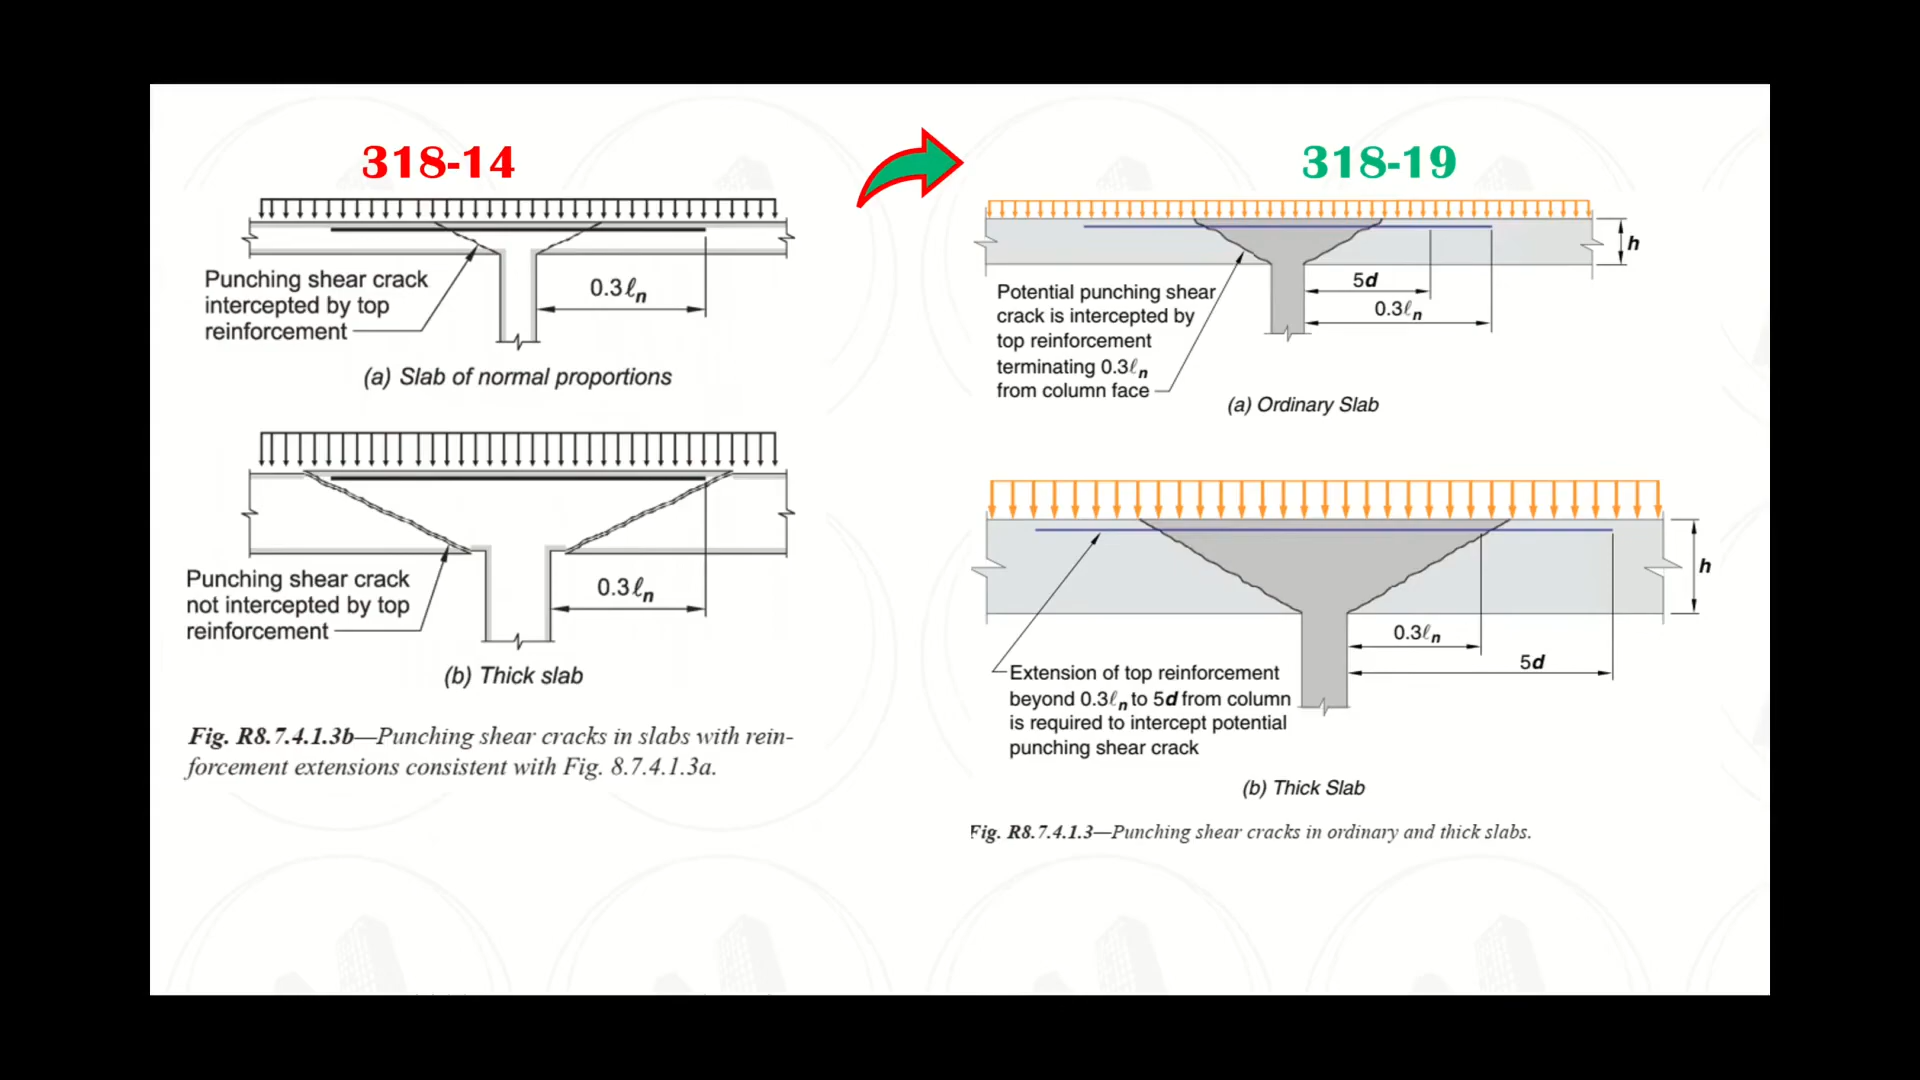 318-14
0.3ℓn
Punching shear crack
intercepted by top
reinforcement
(a) Slab of normal proportions
0.3ℓn
Punching shear crack
not intercepted by top
reinforcement
(b) Thick slab
Fig. R8.7.4.1.3b—Punching shear cracks in slabs with rein-
forcement extensions consistent with Fig. 8.7.4.1.3a.
318-19
h
5d
0.3ℓn
Potential punching shear
crack is intercepted by
top reinforcement
terminating 0.3ℓn
from column face
(a) Ordinary Slab
h
0.3ℓn
5d
Extension of top reinforcement
beyond 0.3ℓn to 5d from column
is required to intercept potential
punching shear crack
(b) Thick Slab
Fig. R8.7.4.1.3—Punching shear cracks in ordinary and thick slabs.